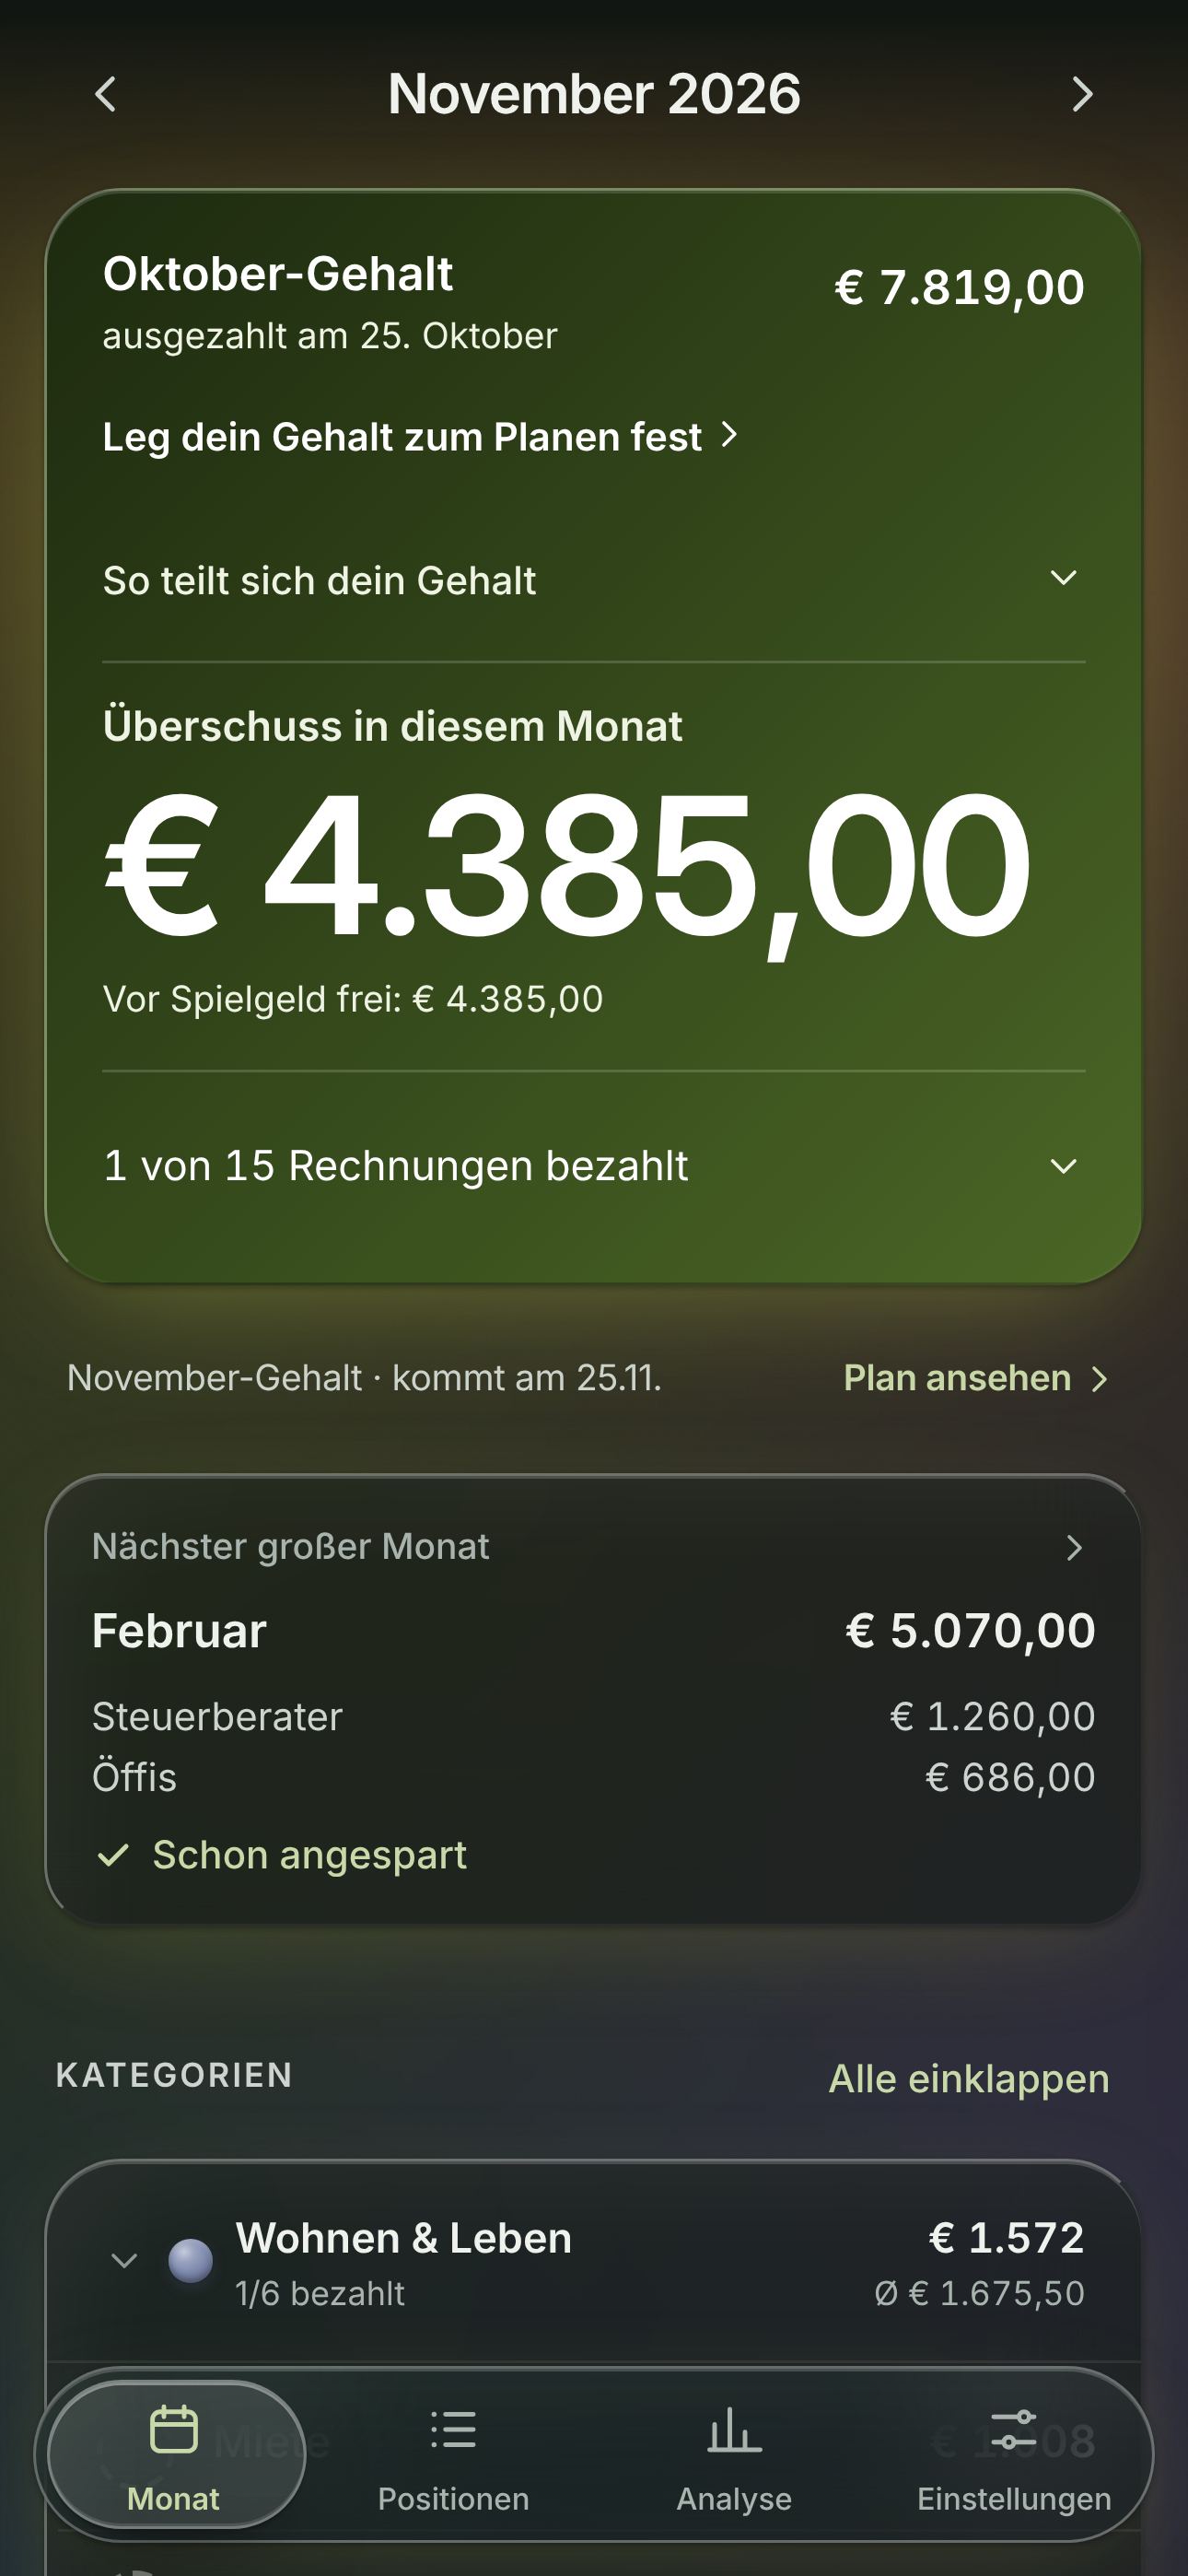 November 2026
Oktober-Gehalt
€ 7.819,00
ausgezahlt am 25. Oktober
Leg dein Gehalt zum Planen fest
So teilt sich dein Gehalt
Überschuss in diesem Monat
€ 4.385,00
Vor Spielgeld frei: € 4.385,00
1 von 15 Rechnungen bezahlt
November-Gehalt · kommt am 25.11.
Plan ansehen
Nächster großer Monat
Februar
€ 5.070,00
Steuerberater
€ 1.260,00
Öffis
€ 686,00
Schon angespart
KATEGORIEN
Alle einklappen
Wohnen & Leben
€ 1.572
1/6 bezahlt
Ø € 1.675,50
Miete
Monat
Positionen
Analyse
Einstellungen